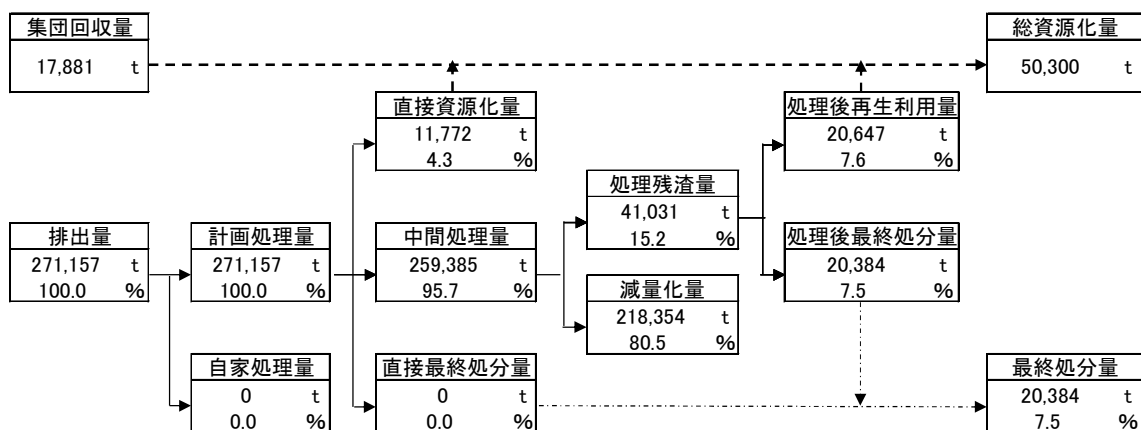 集団回収量
17,881 t
総資源化量
50,300 t
直接資源化量
11,772 t
4.3 %
処理後再生利用量
20,647 t
7.6 %
処理残渣量
41,031 t
15.2 %
排出量
271,157 t
100.0 %
計画処理量
271,157 t
100.0 %
中間処理量
259,385 t
95.7 %
処理後最終処分量
20,384 t
7.5 %
減量化量
218,354 t
80.5 %
自家処理量
0 t
0.0 %
直接最終処分量
0 t
0.0 %
最終処分量
20,384 t
7.5 %